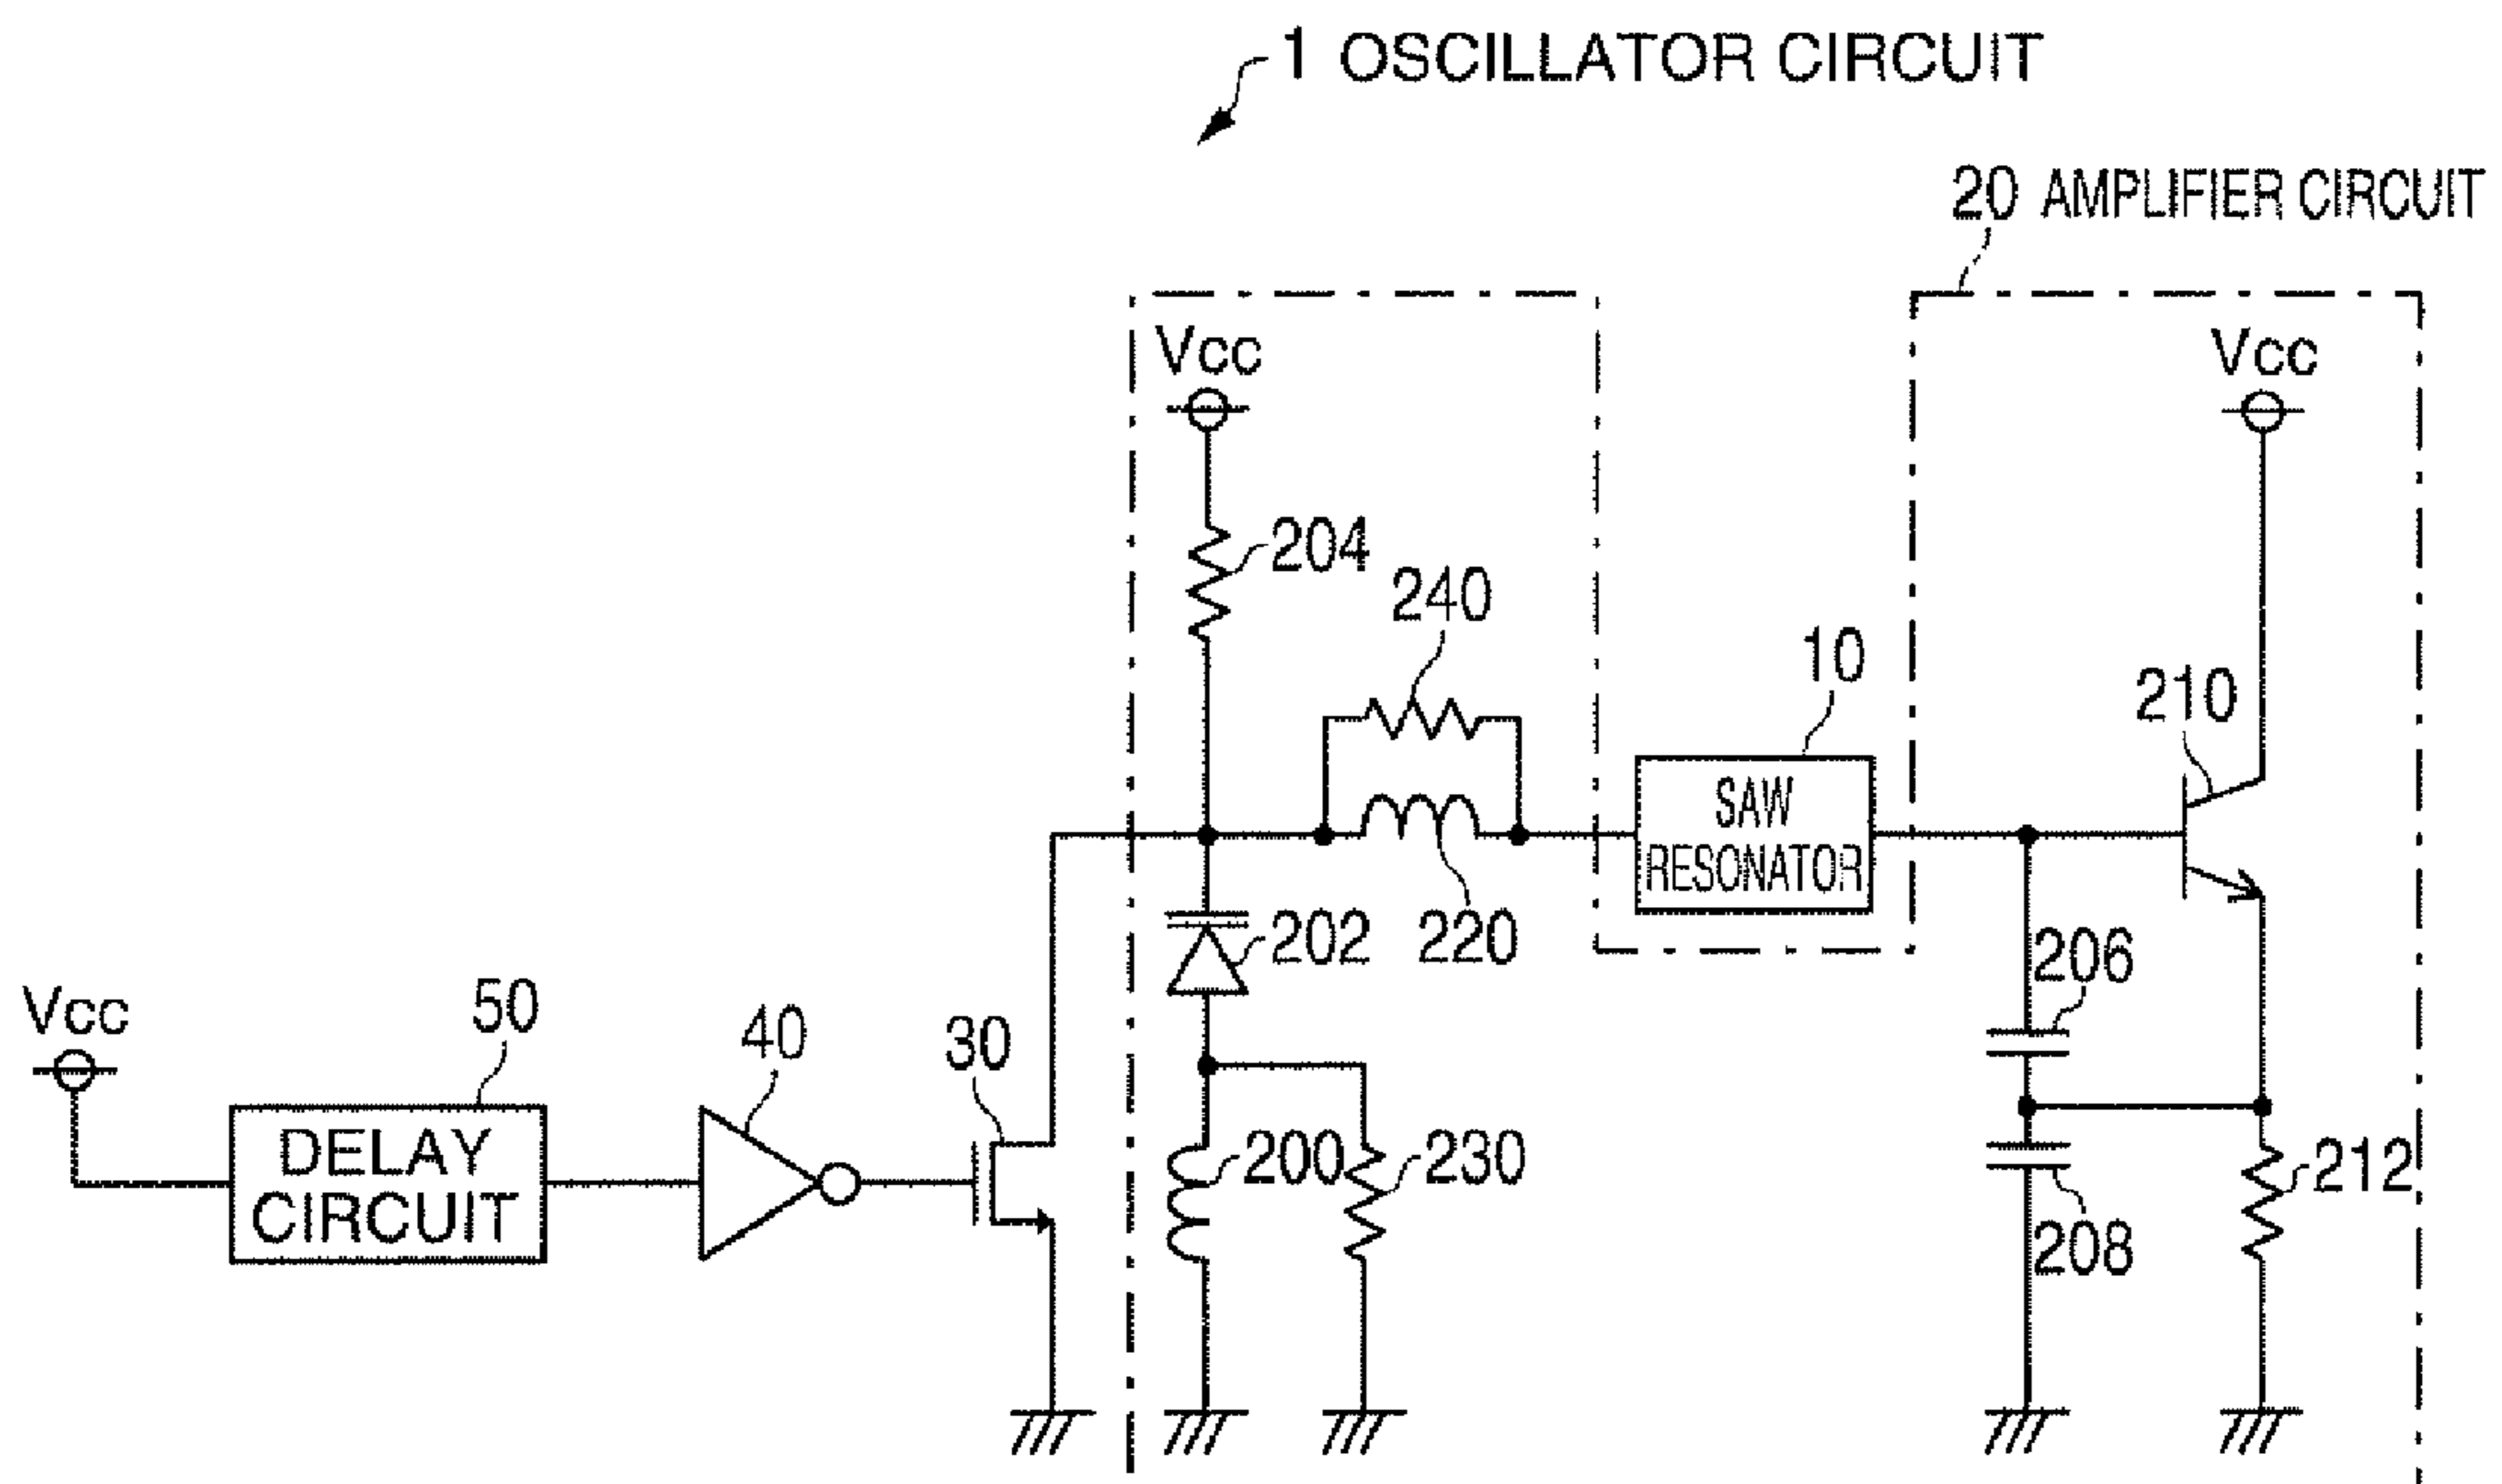 1 OSCILLATOR CIRCUIT
20 AMPLIFIER CIRCUIT
Vcc
Vcc
204
240
10
210
SAW
RESONATOR
202
220
206
Vcc
50
40
30
DELAY
CIRCUIT
200
230
212
208